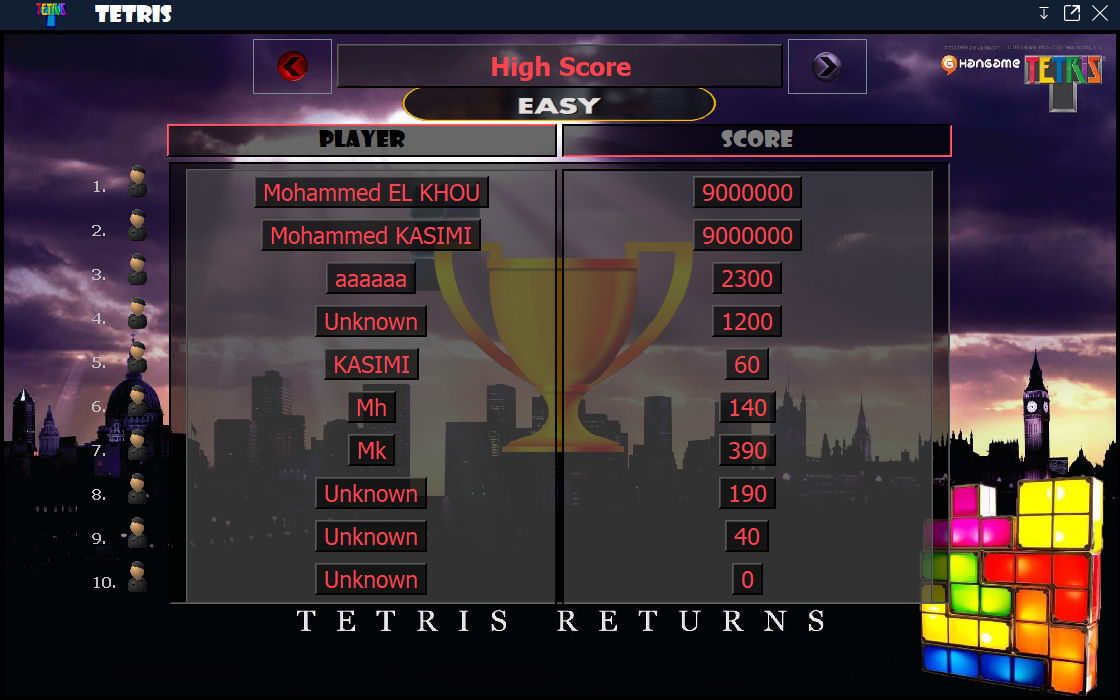 TETRIS TETRIS
High Score
HANGAME TETRIS
EASY
PLAYER SCORE
1. Mohammed EL KHOU 9000000
2. Mohammed KASIMI 9000000
3. aaaaaa 2300
4. Unknown 1200
5. KASIMI 60
6. Mh 140
7. Mk 390
8. Unknown 190
9. Unknown 40
10. Unknown 0
TETRIS RETURNS